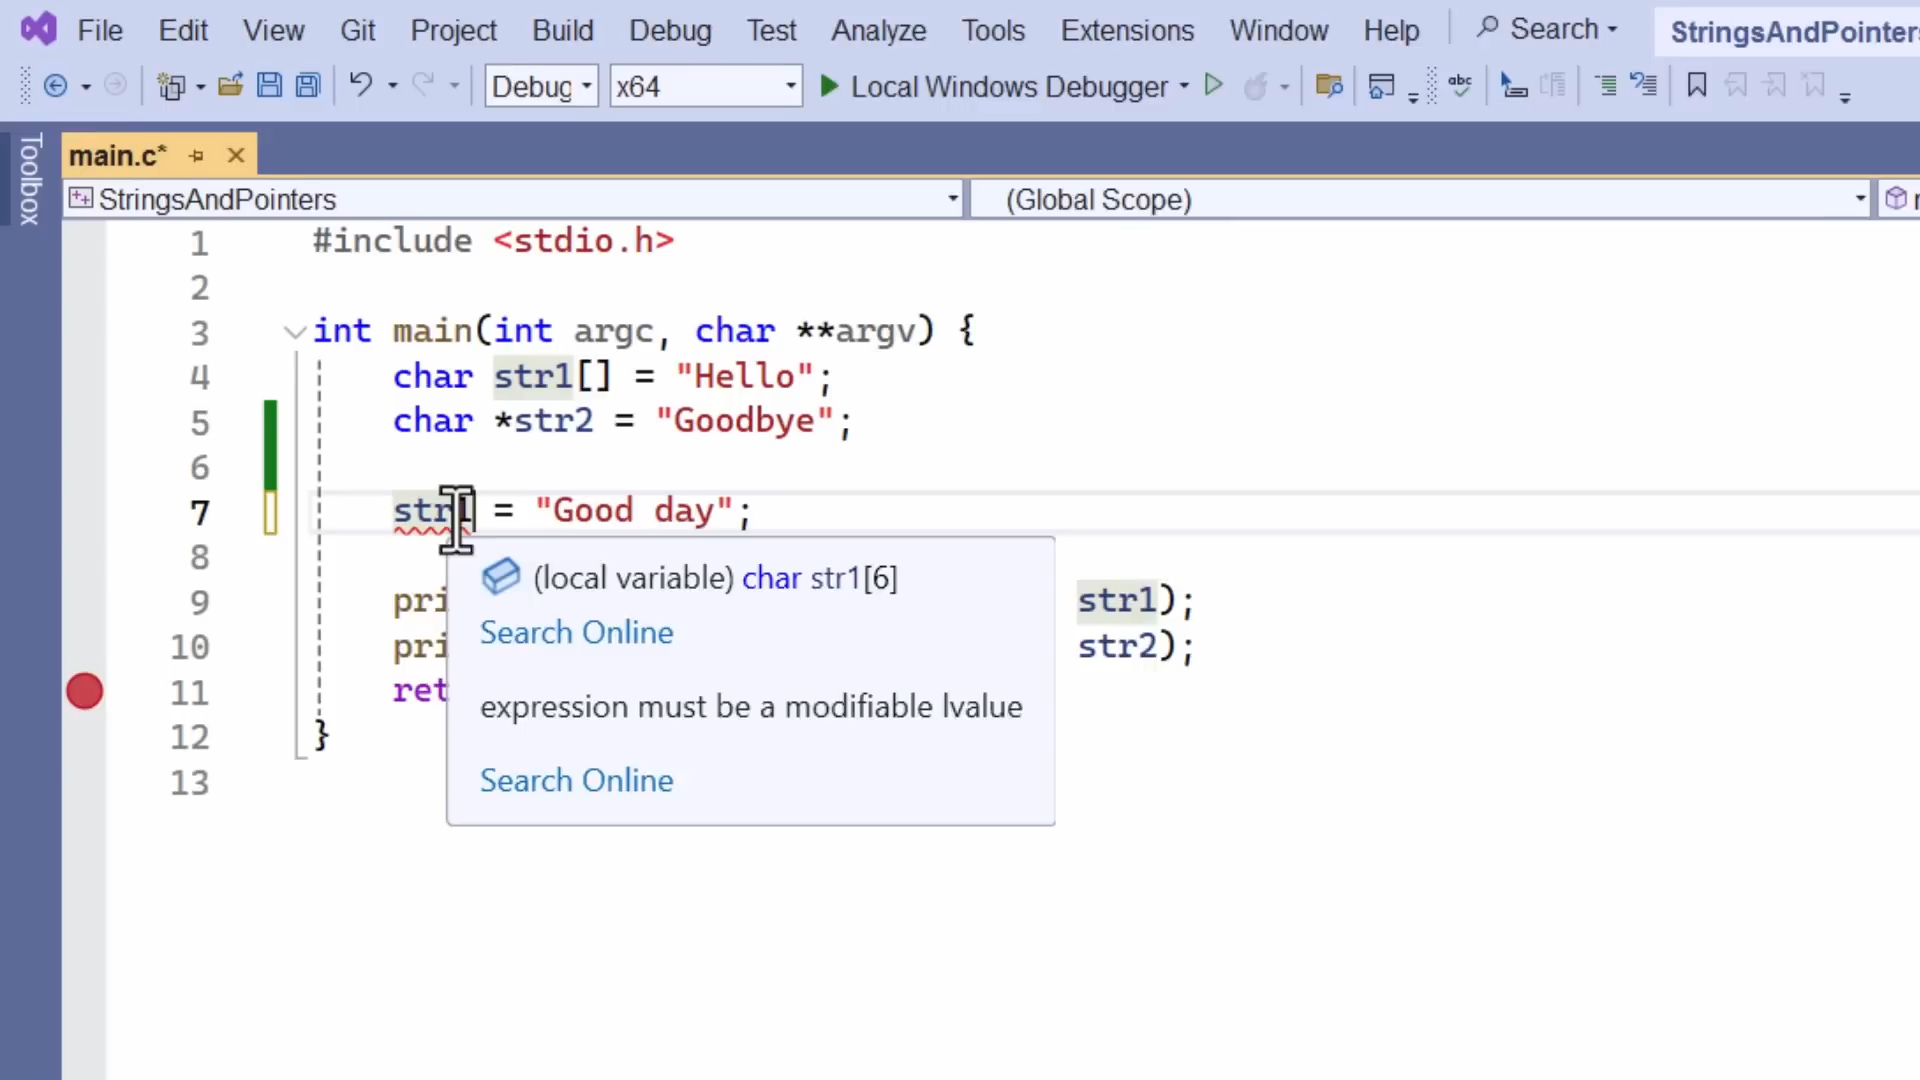 File Edit View Git Project Build Debug Test Analyze Tools Extensions Window Help Search StringsAndPointers
Debug x64 Local Windows Debugger abc
Toolbox
main.c*
StringsAndPointers (Global Scope)
1 #include <stdio.h>
2
3 int main(int argc, char **argv) {
4 char str1[] = "Hello";
5 char *str2 = "Goodbye";
6
7 str1 = "Good day";
8
(local variable) char str1[6]
9 pri str1);
Search Online
10 pri str2);
11 ret
expression must be a modifiable lvalue
12 }
13
Search Online